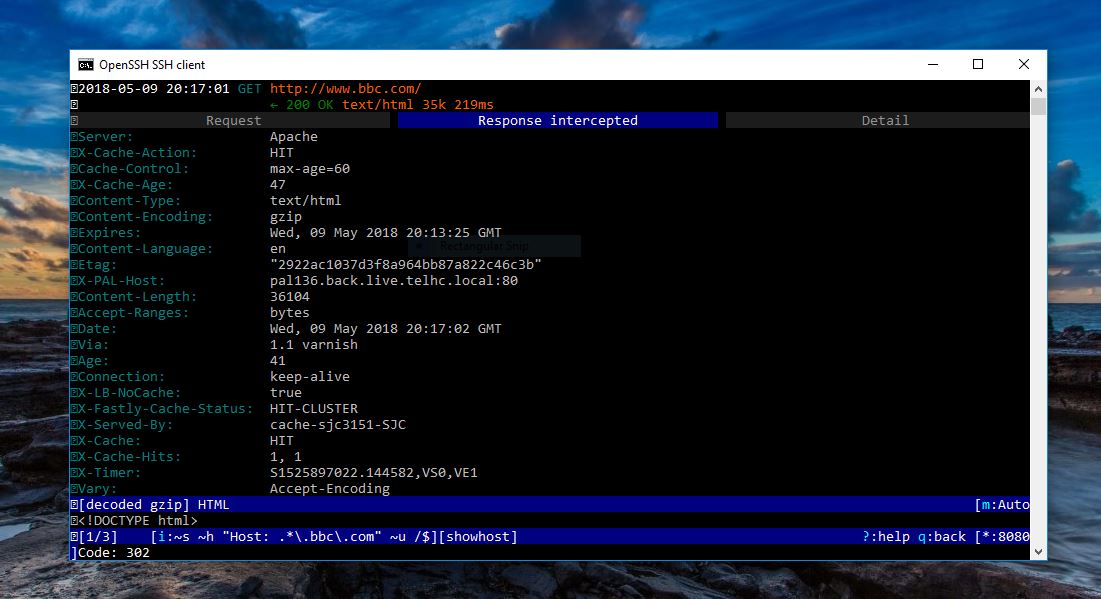 OpenSSH SSH client
2018-05-09 20:17:01 GET http://www.bbc.com/
← 200 OK text/html 35k 219ms
Request Response intercepted Detail
Server: Apache
X-Cache-Action: HIT
Cache-Control: max-age=60
X-Cache-Age: 47
Content-Type: text/html
Content-Encoding: gzip
Expires: Wed, 09 May 2018 20:13:25 GMT
Rectangular Snip
Content-Language: en
Etag: "2922ac1037d3f8a964bb87a822c46c3b"
X-PAL-Host: pal136.back.live.telhc.local:80
Content-Length: 36104
Accept-Ranges: bytes
Date: Wed, 09 May 2018 20:17:02 GMT
Via: 1.1 varnish
Age: 41
Connection: keep-alive
X-LB-NoCache: true
X-Fastly-Cache-Status: HIT-CLUSTER
X-Served-By: cache-sjc3151-SJC
X-Cache: HIT
X-Cache-Hits: 1, 1
X-Timer: S1525897022.144582,VS0,VE1
Vary: Accept-Encoding
[decoded gzip] HTML [m:Auto
<!DOCTYPE html>
[1/3] [i:~s ~h "Host: .*\.bbc\.com" ~u /$][showhost] ?:help q:back [*:8080
]Code: 302